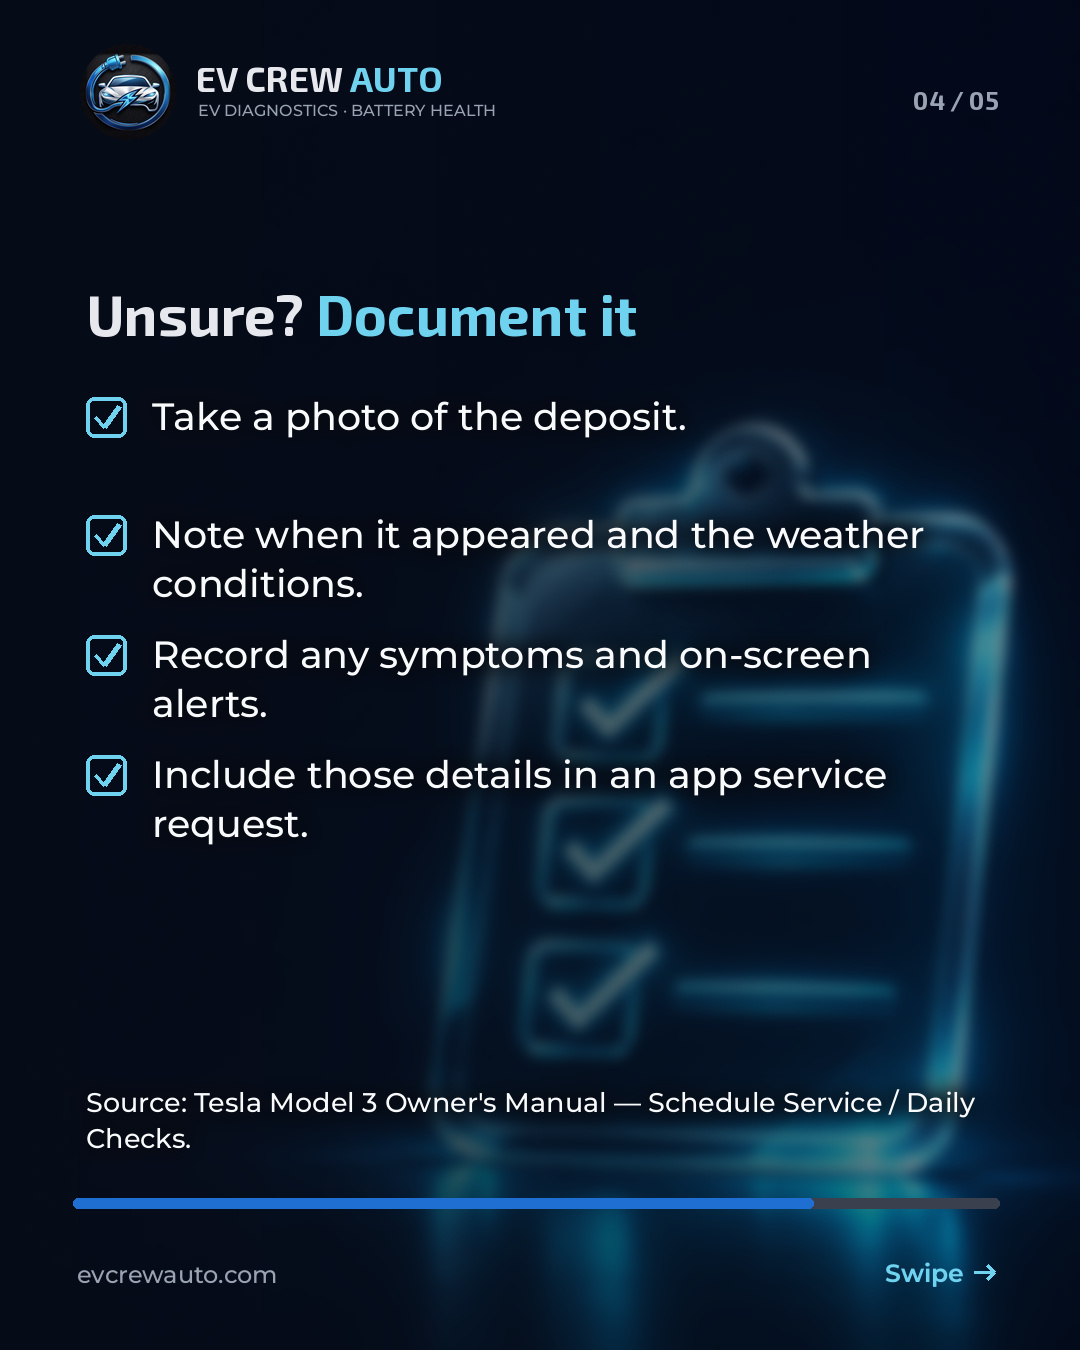 EV CREW AUTO
EV DIAGNOSTICS · BATTERY HEALTH
04 / 05
Unsure? Document it
Take a photo of the deposit.
Note when it appeared and the weather
conditions.
Record any symptoms and on-screen
alerts.
Include those details in an app service
request.
Source: Tesla Model 3 Owner's Manual — Schedule Service / Daily
Checks.
evcrewauto.com
Swipe →